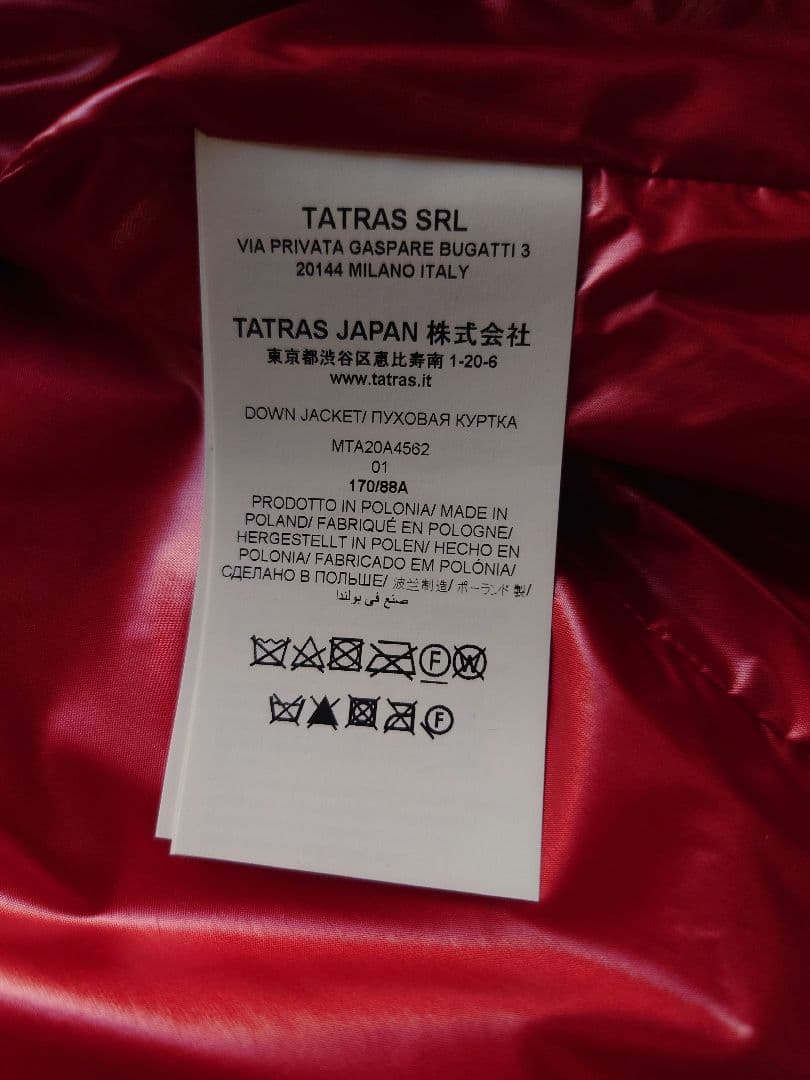 TATRAS SRL
VIA PRIVATA GASPARE BUGATTI 3
20144 MILANO ITALY
TATRAS JAPAN 株式会社
東京都渋谷区恵比寿南 1-20-6
www.tatras.it
DOWN JACKET/ ПУХОВАЯ КУРТКА
MTA20A4562
01
170/88A
PRODOTTO IN POLONIA/ MADE IN
POLAND/ FABRIQUÉ EN POLOGNE/
HERGESTELLT IN POLEN/ HECHO EN
POLONIA/ FABRICADO EM POLÓNIA/
СДЕЛАНО В ПОЛЬШЕ/ 波兰制造/ ポーランド製/
صنع في بولندا
F W
F